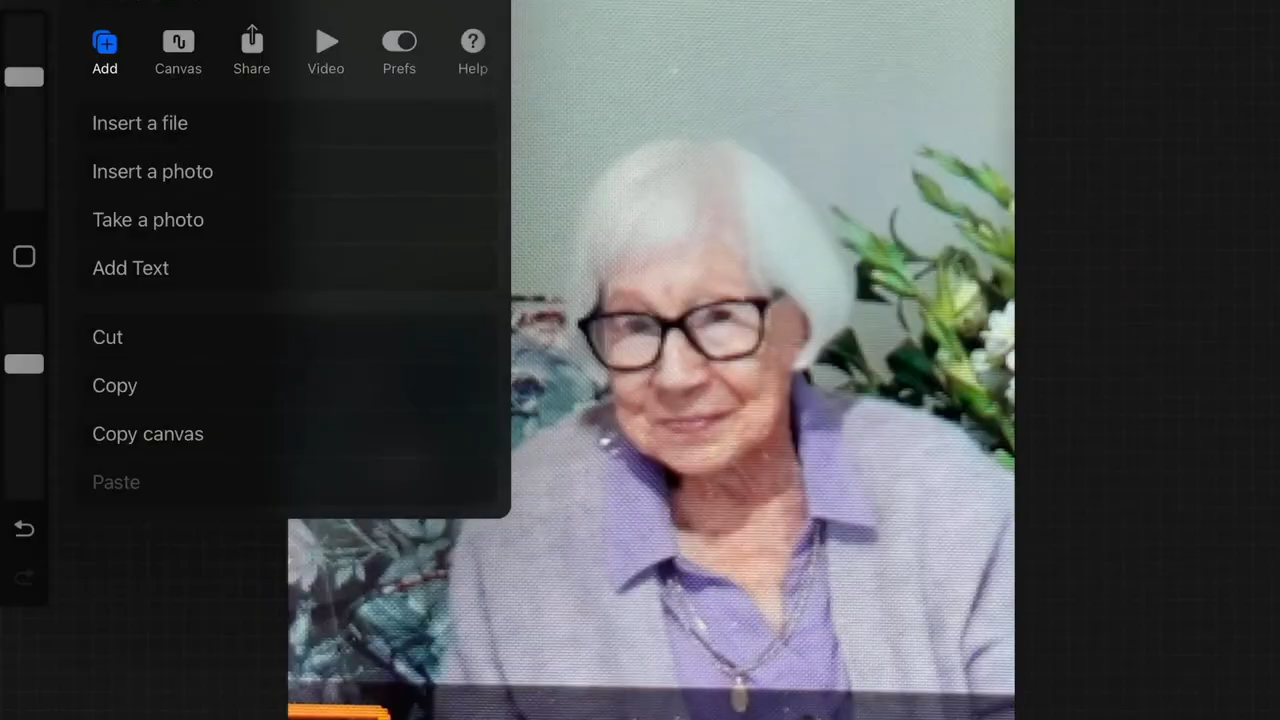 Add Canvas Share Video Prefs Help
Insert a file
Insert a photo
Take a photo
Add Text
Cut
Copy
Copy canvas
Paste